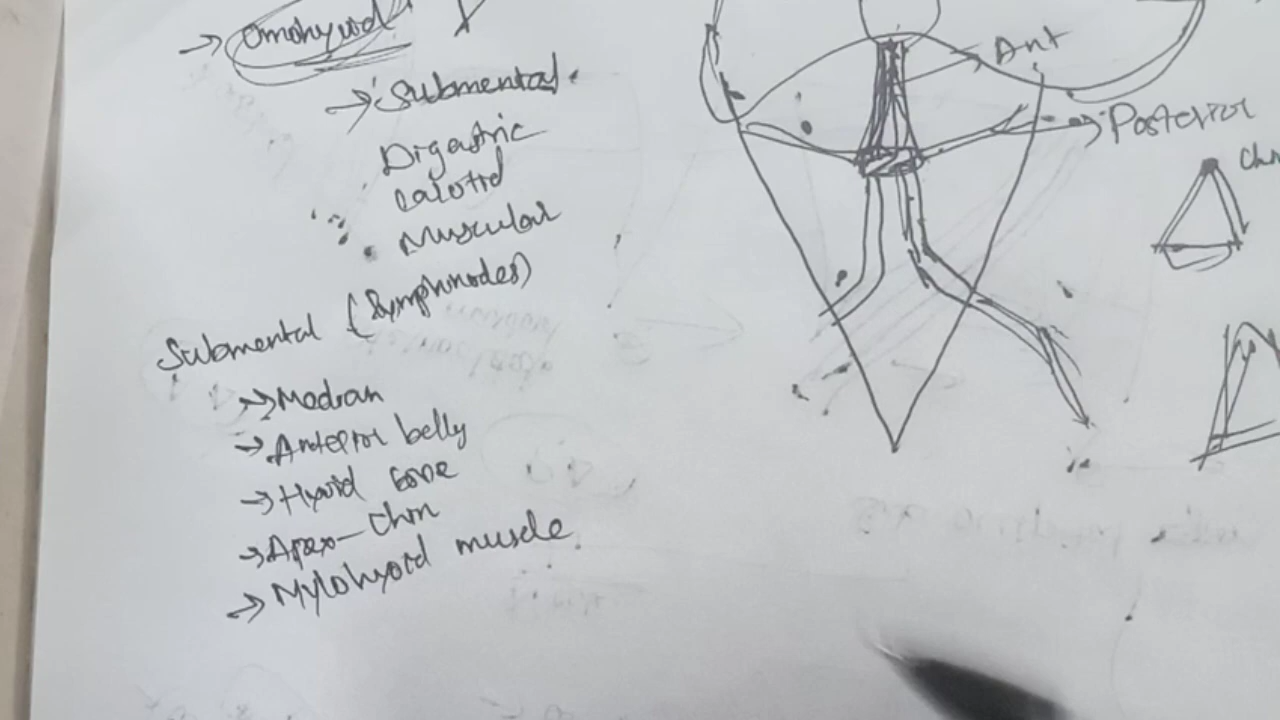 → Omohyoid
→ Submental
Digastric
Carotid
Muscular
Submental (Lymphnodes)
→ Median
→ Anterior belly
→ Hyoid bone
→ Apex - Chin
→ Mylohyoid muscle
→ Ant
→ Posterior